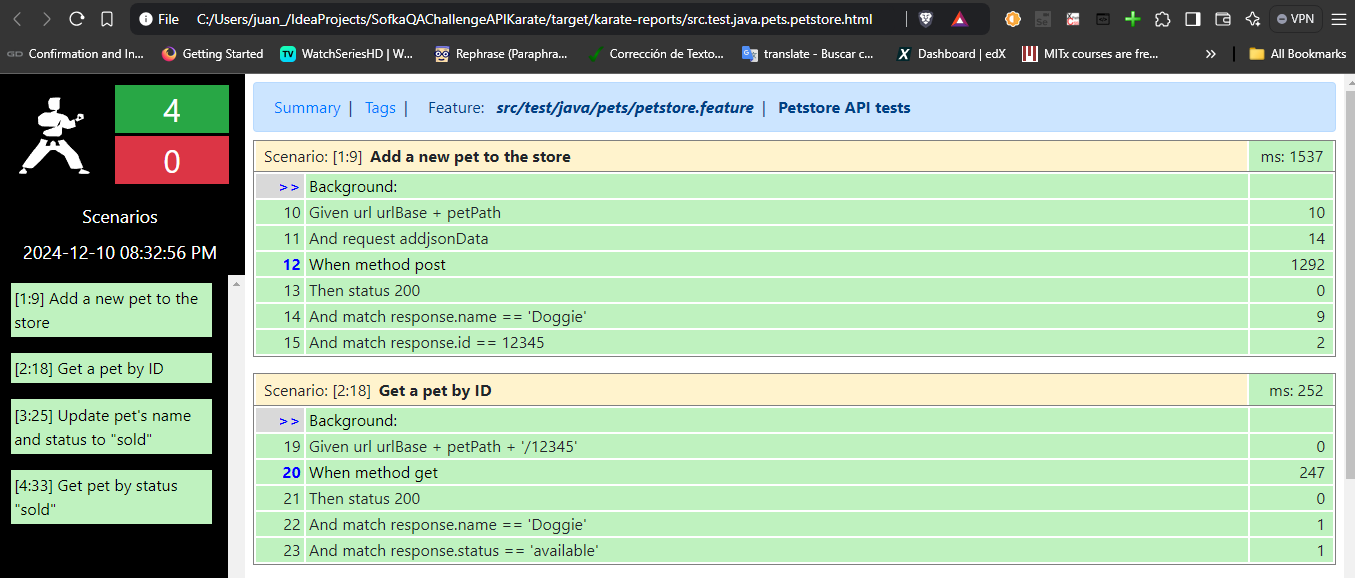 File C:/Users/juan_/IdeaProjects/SofkaQAChallengeAPIKarate/target/karate-reports/src.test.java.pets.petstore.html VPN
Confirmation and In... Getting Started WatchSeriesHD | W... Rephrase (Paraphra... Corrección de Texto... translate - Buscar c... Dashboard | edX MITx courses are fre... » All Bookmarks
4
0
Scenarios
2024-12-10 08:32:56 PM
[1:9] Add a new pet to the
store
[2:18] Get a pet by ID
[3:25] Update pet's name
and status to "sold"
[4:33] Get pet by status
"sold"
Summary | Tags | Feature: src/test/java/pets/petstore.feature | Petstore API tests
Scenario: [1:9] Add a new pet to the store ms: 1537
>> Background:
10 Given url urlBase + petPath 10
11 And request addjsonData 14
12 When method post 1292
13 Then status 200 0
14 And match response.name == 'Doggie' 9
15 And match response.id == 12345 2
Scenario: [2:18] Get a pet by ID ms: 252
>> Background:
19 Given url urlBase + petPath + '/12345' 0
20 When method get 247
21 Then status 200 0
22 And match response.name == 'Doggie' 1
23 And match response.status == 'available' 1